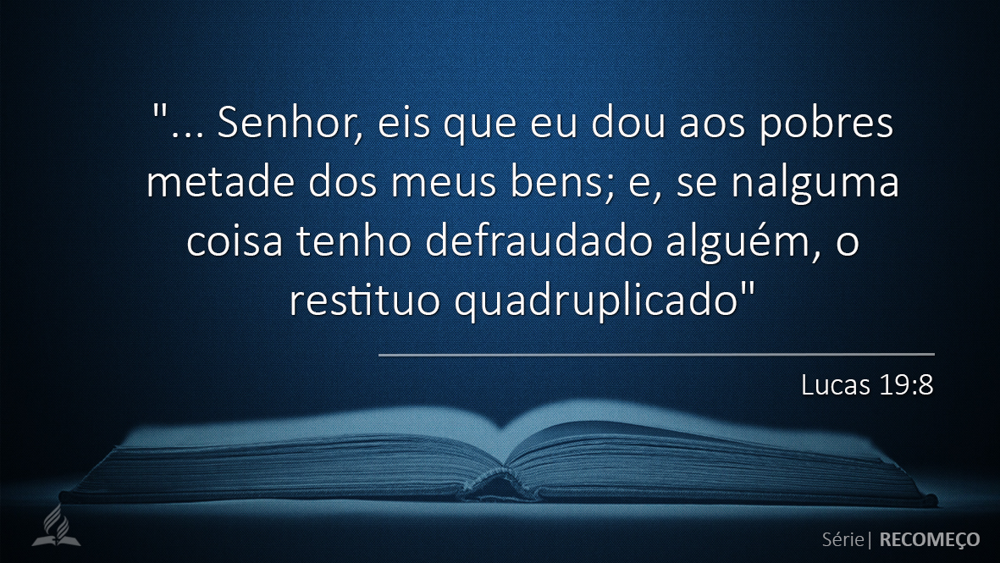 "... Senhor, eis que eu dou aos pobres
metade dos meus bens; e, se nalguma
coisa tenho defraudado alguém, o
restituo quadruplicado"
Lucas 19:8
Série| RECOMEÇO